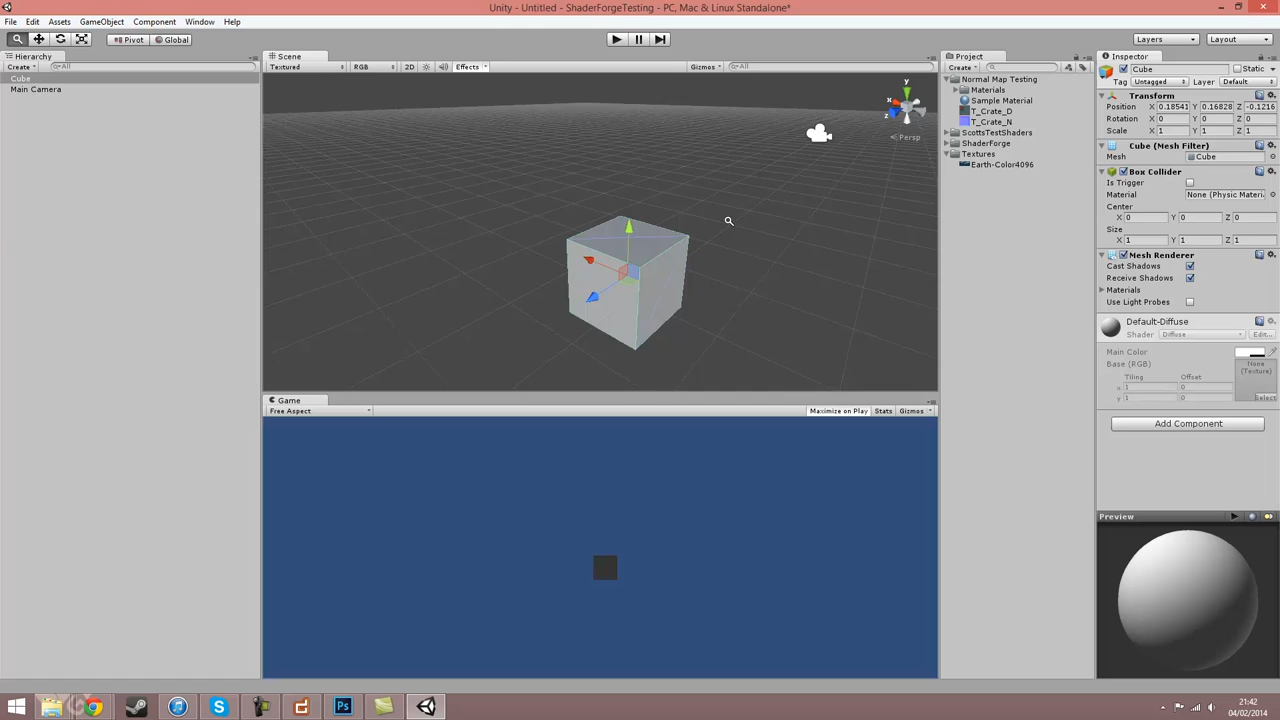 Unity - Untitled - ShaderForgeTesting - PC, Mac & Linux Standalone*
File Edit Assets GameObject Component Window Help
Pivot Global Layers Layout
Hierarchy
Create All
Cube
Main Camera
Scene
Textured RGB 2D Effects Gizmos All
y
x
z
Persp
Game
Free Aspect Maximize on Play Stats Gizmos
Project
Create
Normal Map Testing
Materials
Sample Material
T_Crate_D
T_Crate_N
ScottsTestShaders
ShaderForge
Textures
Earth-Color4096
Inspector
Cube Static
Tag Untagged Layer Default
Transform
Position X 0.18541 Y 0.16828 Z -0.1216
Rotation X 0 Y 0 Z 0
Scale X 1 Y 1 Z 1
Cube (Mesh Filter)
Mesh Cube
Box Collider
Is Trigger
Material None (Physic Materi
Center
X 0 Y 0 Z 0
Size
X 1 Y 1 Z 1
Mesh Renderer
Cast Shadows
Receive Shadows
Materials
Use Light Probes
Default-Diffuse
Shader Diffuse Edit...
Main Color
Base (RGB) None (Texture)
Tiling Offset
x 1 0
y 1 0 Select
Add Component
Preview
Ps
21:42
04/02/2014